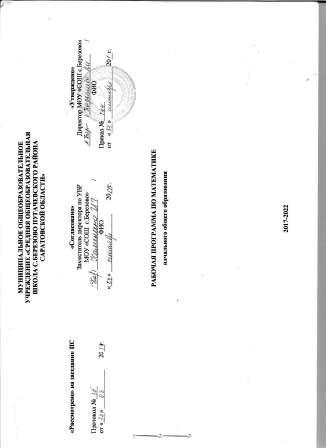 МУНИЦИПАЛЬНОЕ ОБЩЕОБРАЗОВАТЕЛЬНОЕ
УЧРЕЖДЕНИЕ «СРЕДНЯЯ ОБЩЕОБРАЗОВАТЕЛЬНАЯ
ШКОЛА С.БЕРЕЗОВО ПУГАЧЕВСКОГО РАЙОНА
САРАТОВСКОЙ ОБЛАСТИ»
«Рассмотрено» на заседании ПС
Протокол №
от «
«Согласовано»
Заместитель директора по УВР
МОУ «СОШ с.Березово»
ФИО
«Утверждено»
Директор МОУ «СОШ с.Березово»
ФИО
Приказ №
от «
РАБОЧАЯ ПРОГРАММА ПО МАТЕМАТИКЕ
начального общего образования
2017-2022